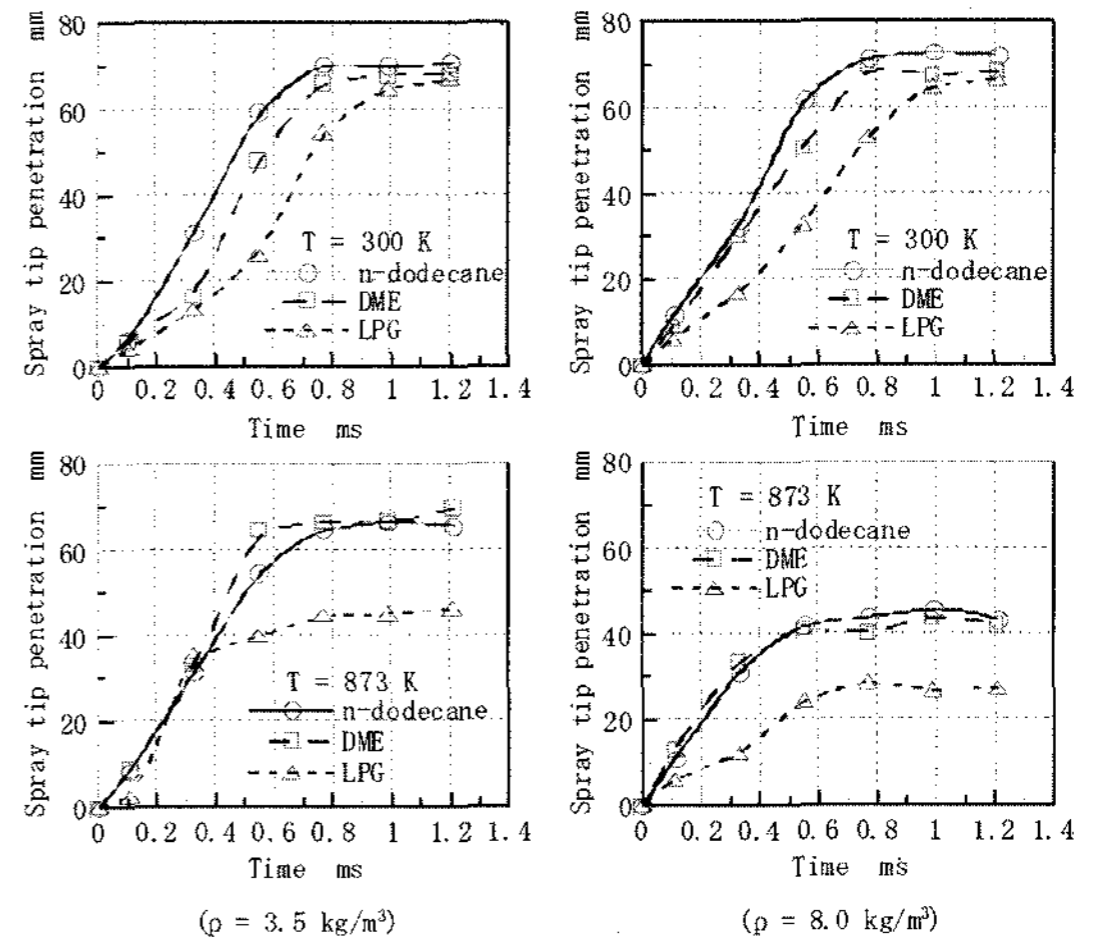 Spray tip penetration mm
80
60
40
20
0
T = 300 K
n-dodecane
DME
LPG
0 0.2 0.4 0.6 0.8 1 1.2 1.4
Time ms
Spray tip penetration mm
80
60
40
20
0
T = 300 K
n-dodecane
DME
LPG
0 0.2 0.4 0.6 0.8 1 1.2 1.4
Time ms
Spray tip penetration mm
80
60
40
20
0
T = 873 K
n-dodecane
DME
LPG
0 0.2 0.4 0.6 0.8 1 1.2 1.4
Time ms
(ρ = 3.5 kg/m³)
Spray tip penetration mm
80
60
40
20
0
T = 873 K
n-dodecane
DME
LPG
0 0.2 0.4 0.6 0.8 1 1.2 1.4
Time ms
(ρ = 8.0 kg/m³)